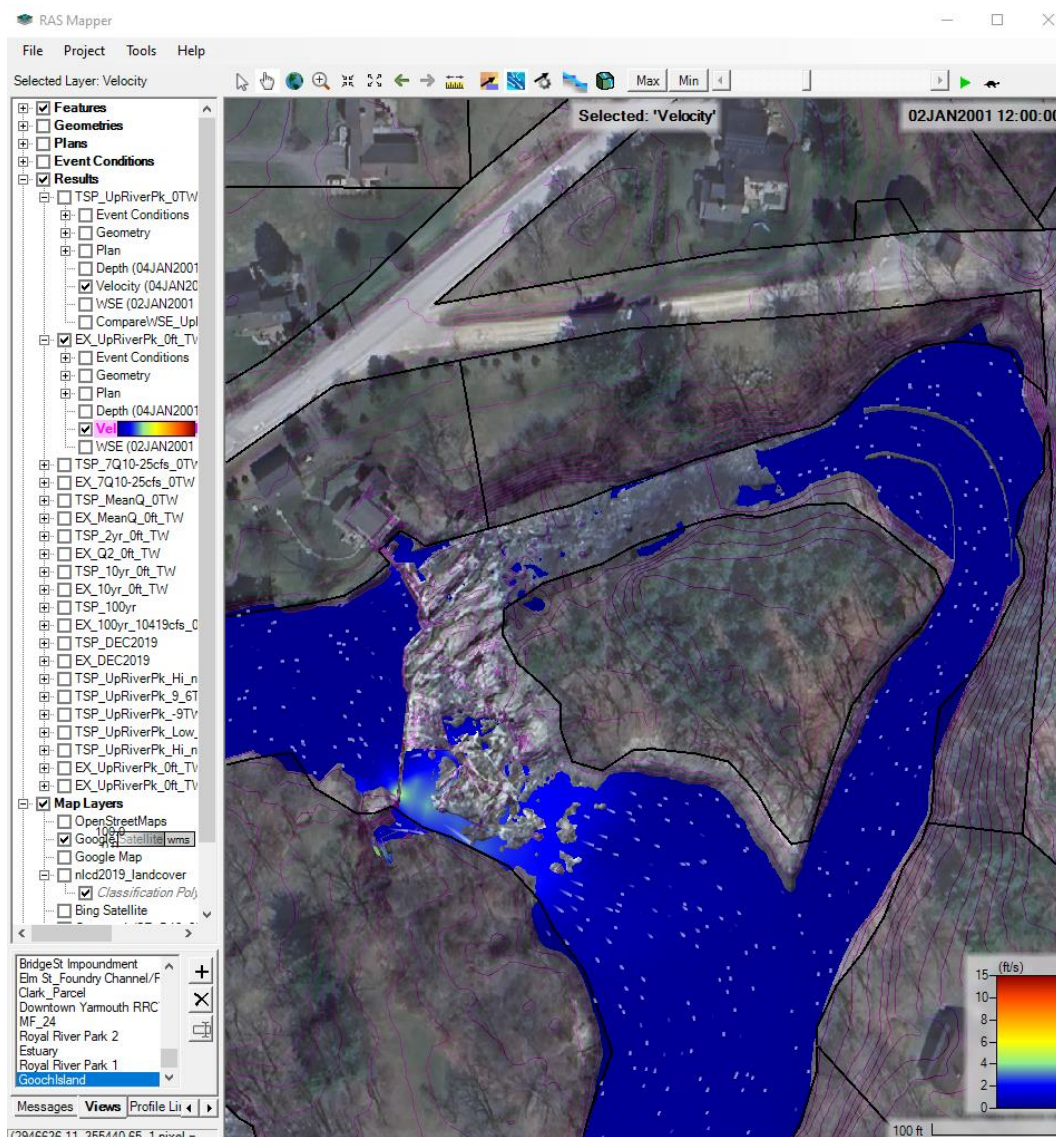 RAS Mapper
File Project Tools Help
Selected Layer: Velocity
Max Min
Features
Geometries
Plans
Event Conditions
Results
TSP_UpRiverPk_0TW
Event Conditions
Geometry
Plan
Depth (04JAN2001
Velocity (04JAN20
WSE (02JAN2001
CompareWSE_Upl
EX_UpRiverPk_0ft_TV
Event Conditions
Geometry
Plan
Depth (04JAN2001
Vel
WSE (02JAN2001
TSP_7Q10-25cfs_0TV
EX_7Q10-25cfs_0TW
TSP_MeanQ_0TW
EX_MeanQ_0ft_TW
TSP_2yr_0ft_TW
EX_Q2_0ft_TW
TSP_10yr_0ft_TW
EX_10yr_0ft_TW
TSP_100yr
EX_100yr_10419cfs_0
TSP_DEC2019
EX_DEC2019
TSP_UpRiverPk_Hi_n
TSP_UpRiverPk_9_6T
TSP_UpRiverPk_-9TV
TSP_UpRiverPk_Low_
TSP_UpRiverPk_Hi_n
EX_UpRiverPk_0ft_TV
EX_UpRiverPk_0ft_TV
Map Layers
OpenStreetMaps
Google Satellite wms
Google Map
nlcd2019_landcover
Classification Poly
Bing Satellite
BridgeSt Impoundment
Elm St_Foundry Channel/F
Clark_Parcel
Downtown Yarmouth RRC
MF_24
Royal River Park 2
Estuary
Royal River Park 1
GoochIsland
Messages Views Profile Li
Selected: 'Velocity'
02JAN2001 12:00:00
(ft/s)
15
10
8
6
4
2
0
100 ft